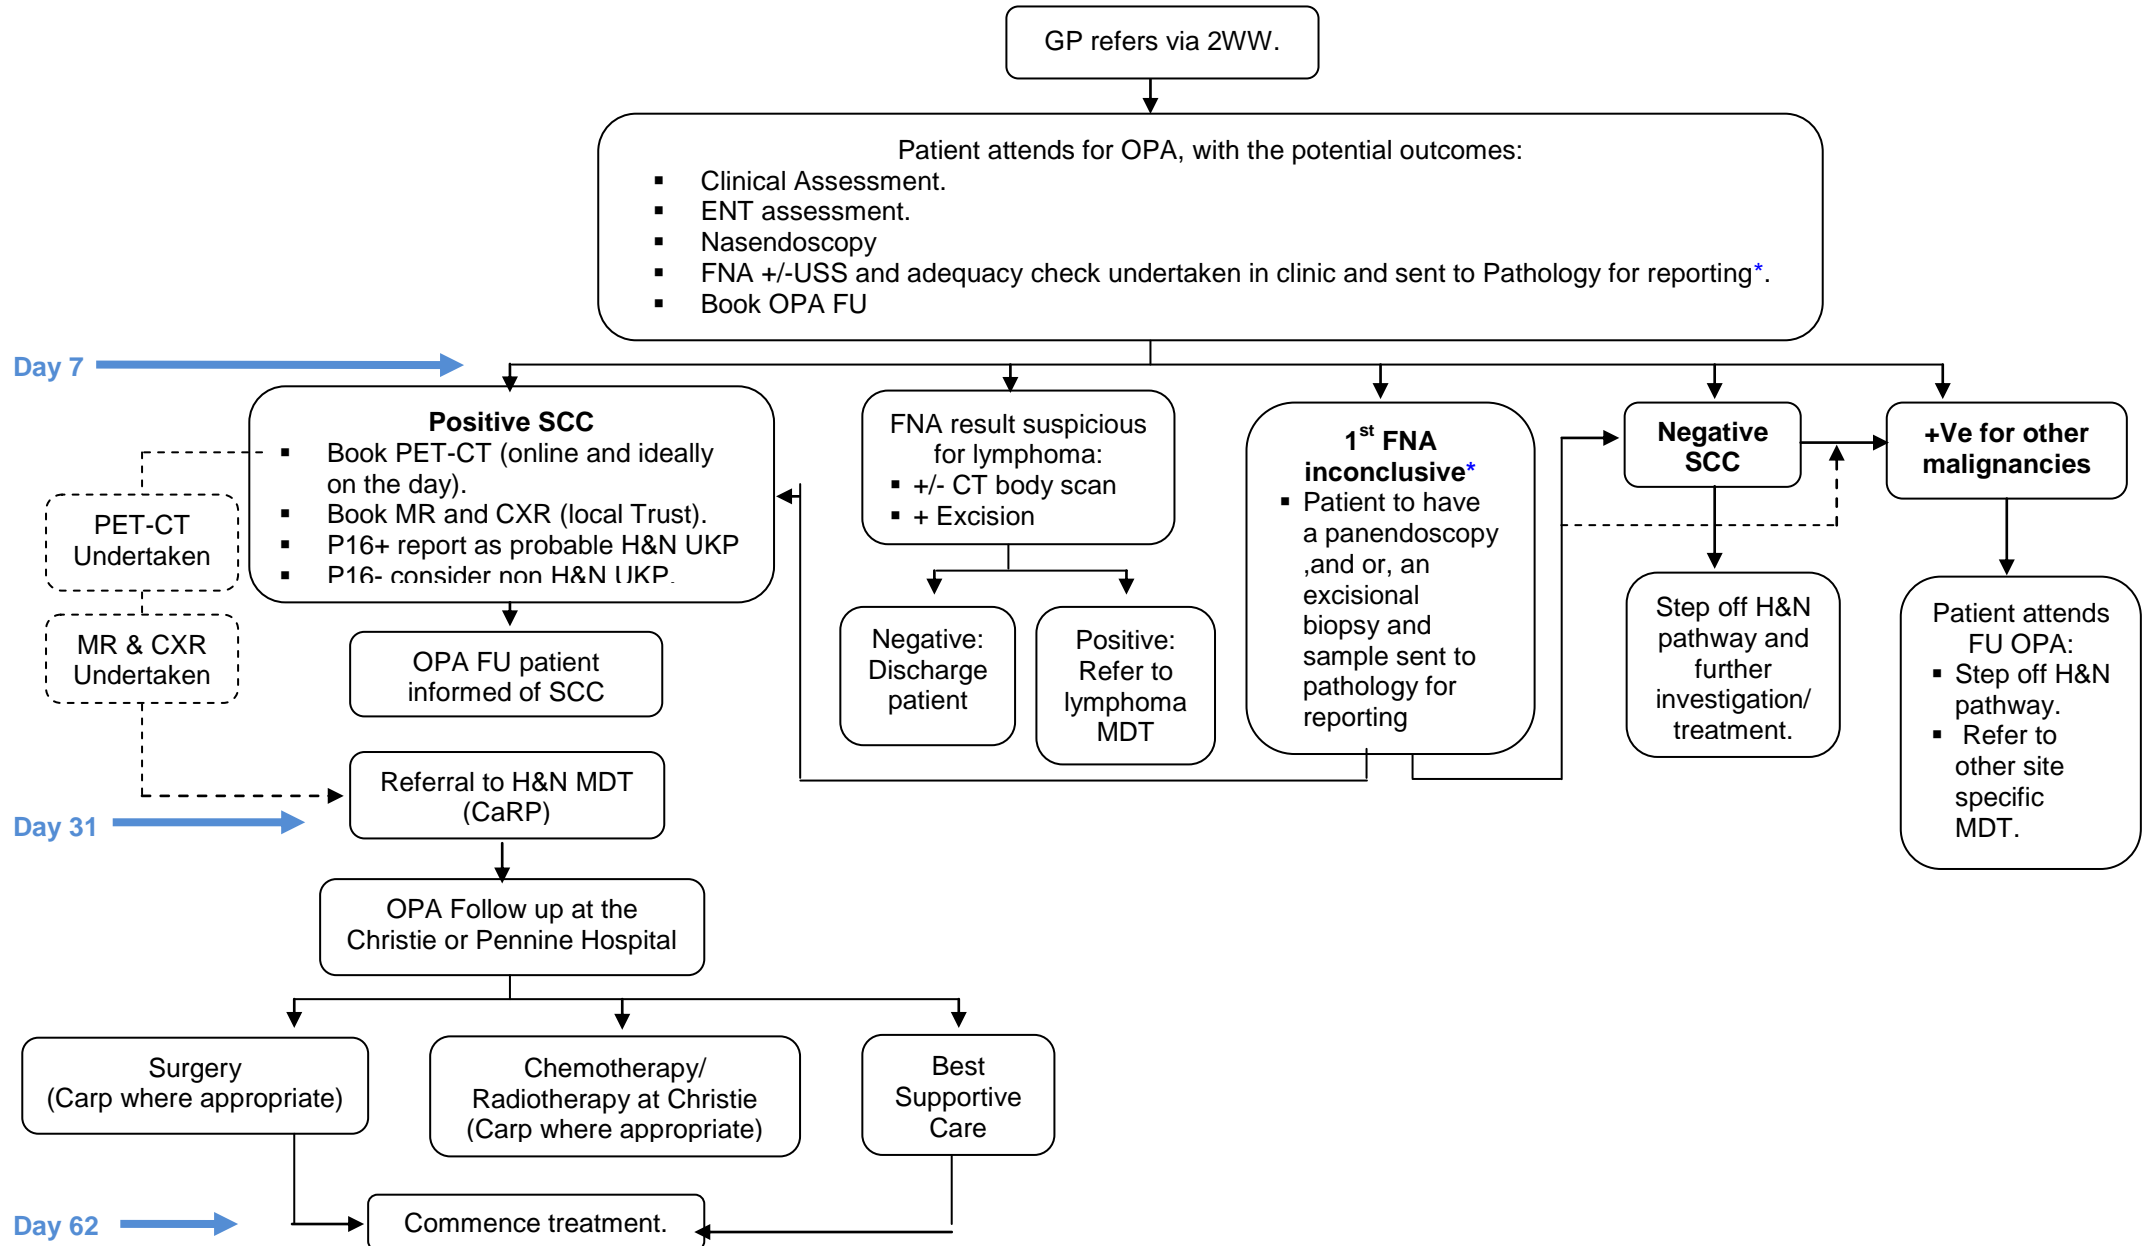 GP refers via 2WW.
Patient attends for OPA, with the potential outcomes:
▪ Clinical Assessment.
▪ ENT assessment.
▪ Nasendoscopy
▪ FNA +/-USS and adequacy check undertaken in clinic and sent to Pathology for reporting*.
▪ Book OPA FU
Day 7
Positive SCC
▪ Book PET-CT (online and ideally
on the day).
▪ Book MR and CXR (local Trust).
▪ P16+ report as probable H&N UKP
▪ P16- consider non H&N UKP.
PET-CT
Undertaken
MR & CXR
Undertaken
OPA FU patient
informed of SCC
FNA result suspicious
for lymphoma:
▪ +/- CT body scan
▪ + Excision
Negative:
Discharge
patient
Positive:
Refer to
lymphoma
MDT
1st FNA
inconclusive*
▪ Patient to have
a panendoscopy
,and or, an
excisional
biopsy and
sample sent to
pathology for
reporting
Negative
SCC
Step off H&N
pathway and
further
investigation/
treatment.
+Ve for other
malignancies
Patient attends
FU OPA:
▪ Step off H&N
pathway.
▪ Refer to
other site
specific
MDT.
Referral to H&N MDT
(CaRP)
Day 31
OPA Follow up at the
Christie or Pennine Hospital
Surgery
(Carp where appropriate)
Chemotherapy/
Radiotherapy at Christie
(Carp where appropriate)
Best
Supportive
Care
Day 62
Commence treatment.